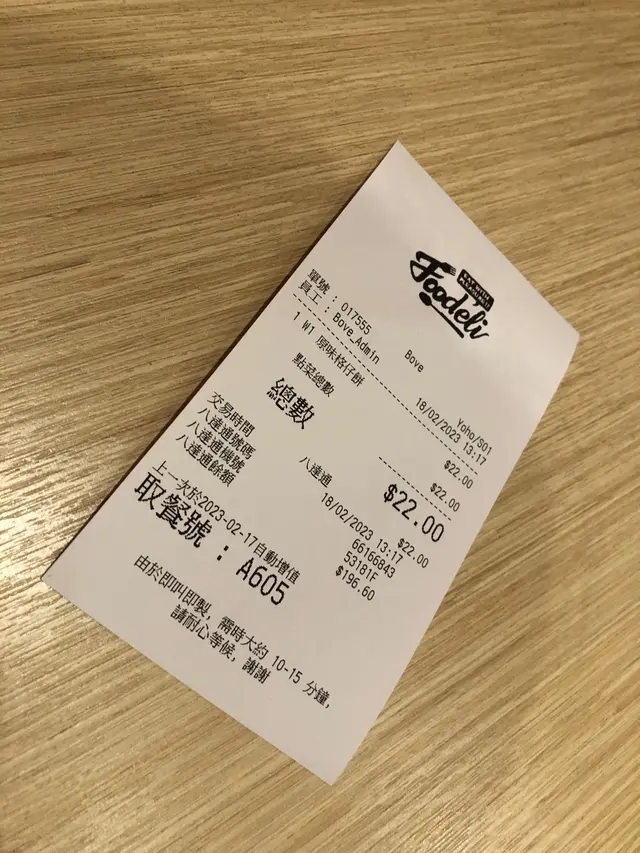 EAT WITH PLEASURE!
Foodeli
Bove
單號 : 017555 Yoho/S01
員工 : Bove_Admin 18/02/2023 13:17
1 W1 原味格仔餅 $22.00
點菜總數 $22.00
總數 $22.00
八達通 $22.00
交易時間 18/02/2023 13:17
八達通號碼 66166843
八達通機號 53181F
八達通餘額 $196.60
上一次於2023-02-17自動增值
取餐號 : A605
由於即叫即製, 需時大約 10-15 分鐘,
請耐心等候, 謝謝